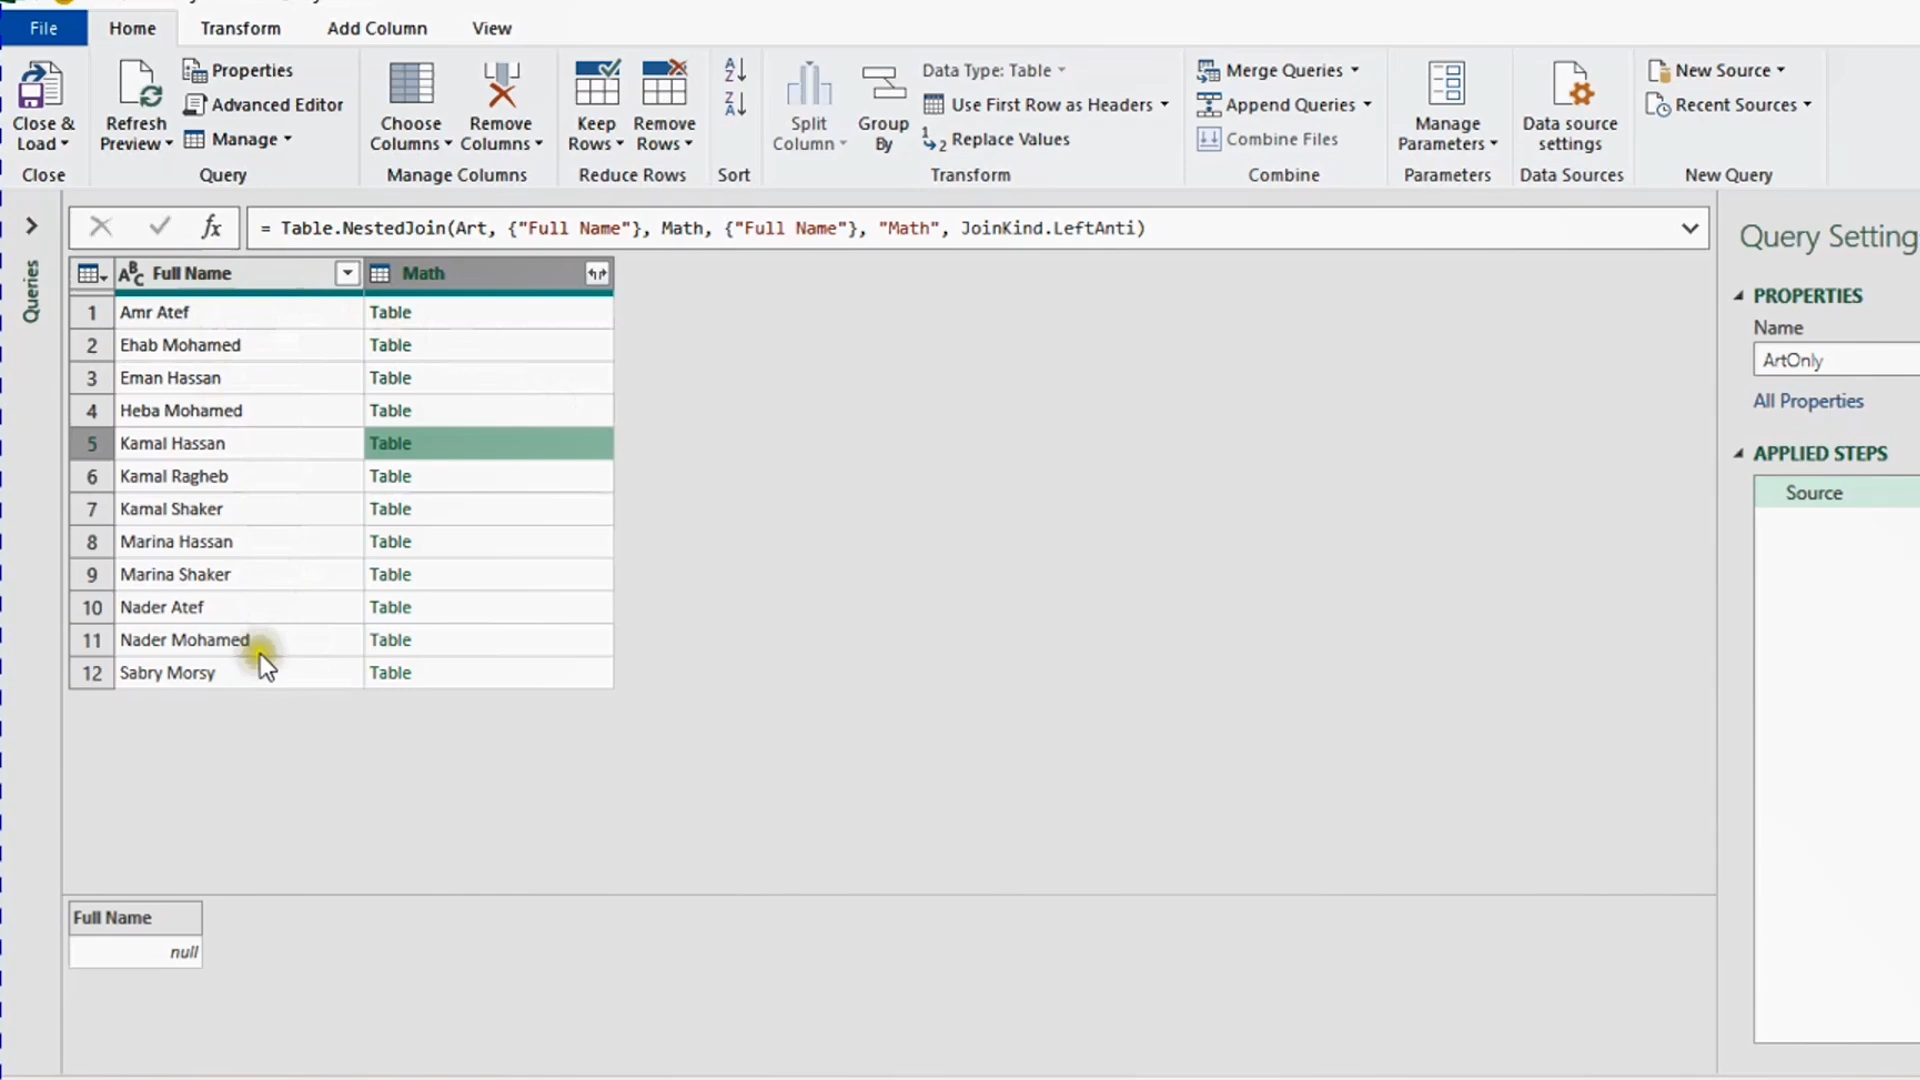 File Home Transform Add Column View
Close & Load
Close
Refresh Preview
Properties
Advanced Editor
Manage
Query
Choose Columns
Remove Columns
Manage Columns
Keep Rows
Remove Rows
Reduce Rows
Sort
Split Column
Group By
Data Type: Table
Use First Row as Headers
Replace Values
Transform
Merge Queries
Append Queries
Combine Files
Combine
Manage Parameters
Parameters
Data source settings
Data Sources
New Source
Recent Sources
New Query
Queries
fx
= Table.NestedJoin(Art, {"Full Name"}, Math, {"Full Name"}, "Math", JoinKind.LeftAnti)
ABC Full Name Math
1 Amr Atef Table
2 Ehab Mohamed Table
3 Eman Hassan Table
4 Heba Mohamed Table
5 Kamal Hassan Table
6 Kamal Ragheb Table
7 Kamal Shaker Table
8 Marina Hassan Table
9 Marina Shaker Table
10 Nader Atef Table
11 Nader Mohamed Table
12 Sabry Morsy Table
Full Name
null
Query Setting
PROPERTIES
Name
ArtOnly
All Properties
APPLIED STEPS
Source